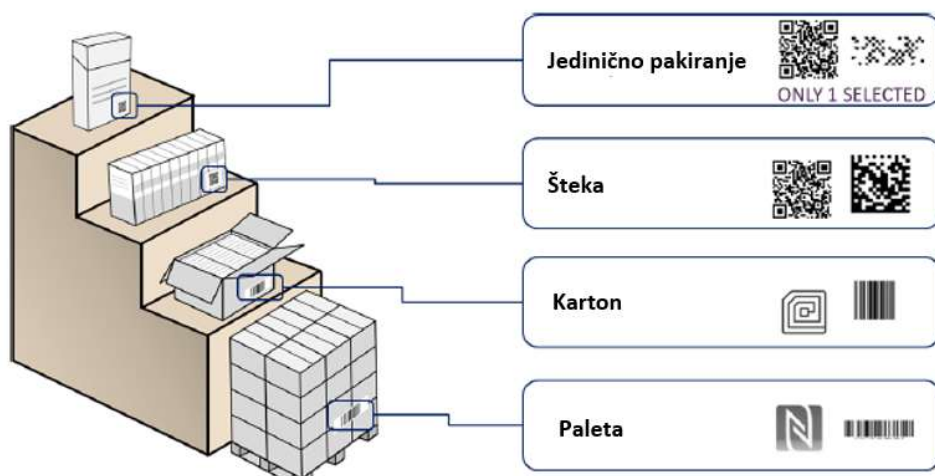 Jedinično pakiranje
ONLY 1 SELECTED
Šteka
Karton
Paleta